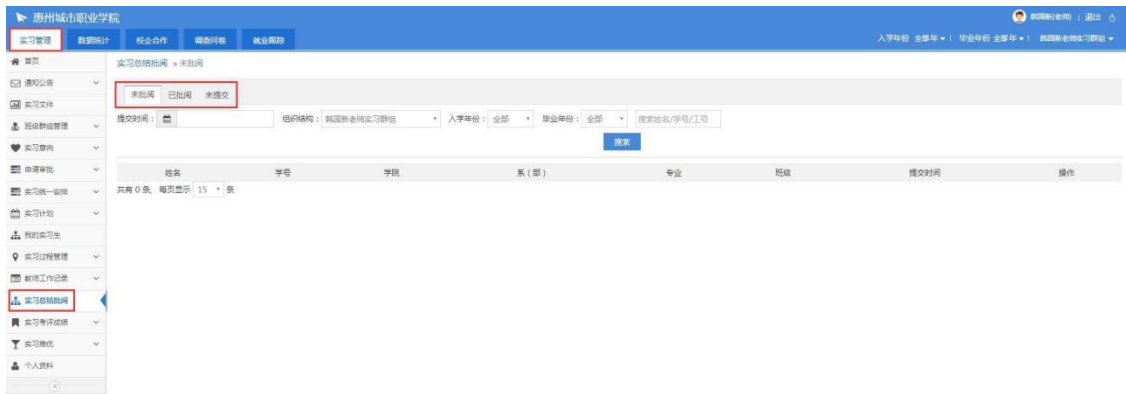 惠州城市职业学院
韩国新(老师) | 退出
实习管理 数据统计 校企合作 调查问卷 就业跟踪
入学年份 全部年 | 毕业年份 全部年 | 韩国新老师实习群组
首页
通知公告
实习文件
班级群组管理
实习意向
申请审批
实习统一安排
实习计划
我的实习生
实习过程管理
教师工作记录
实习总结批阅
实习考评成绩
实习推优
个人资料
实习总结批阅 » 未批阅
未批阅 已批阅 未提交
提交时间: 组织结构: 韩国新老师实习群组 入学年份: 全部 毕业年份: 全部 搜索姓名/学号/工号
搜索
姓名 学号 学院 系(部) 专业 班级 提交时间 操作
共有 0 条, 每页显示 15 条